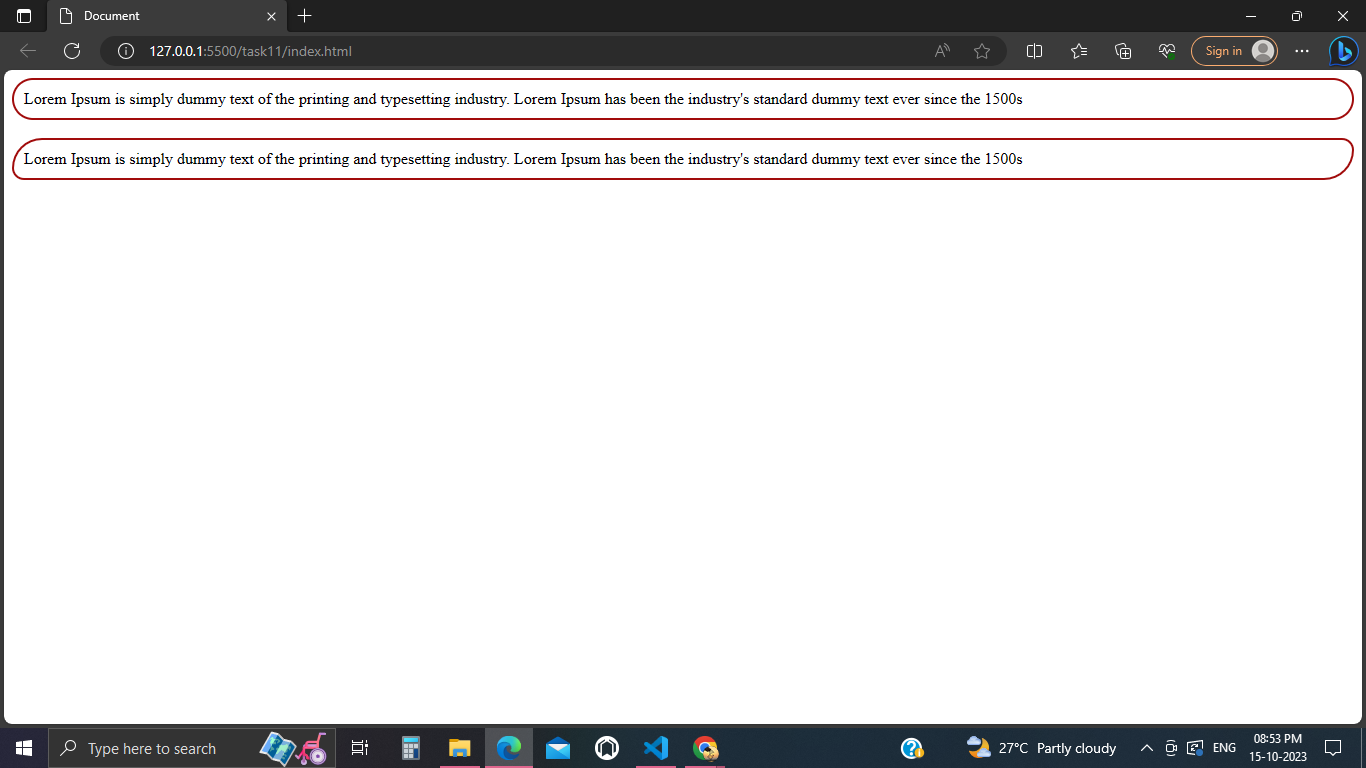 Document
127.0.0.1:5500/task11/index.html
Sign in
Lorem Ipsum is simply dummy text of the printing and typesetting industry. Lorem Ipsum has been the industry's standard dummy text ever since the 1500s
Lorem Ipsum is simply dummy text of the printing and typesetting industry. Lorem Ipsum has been the industry's standard dummy text ever since the 1500s
Type here to search
27°C Partly cloudy
ENG
08:53 PM
15-10-2023